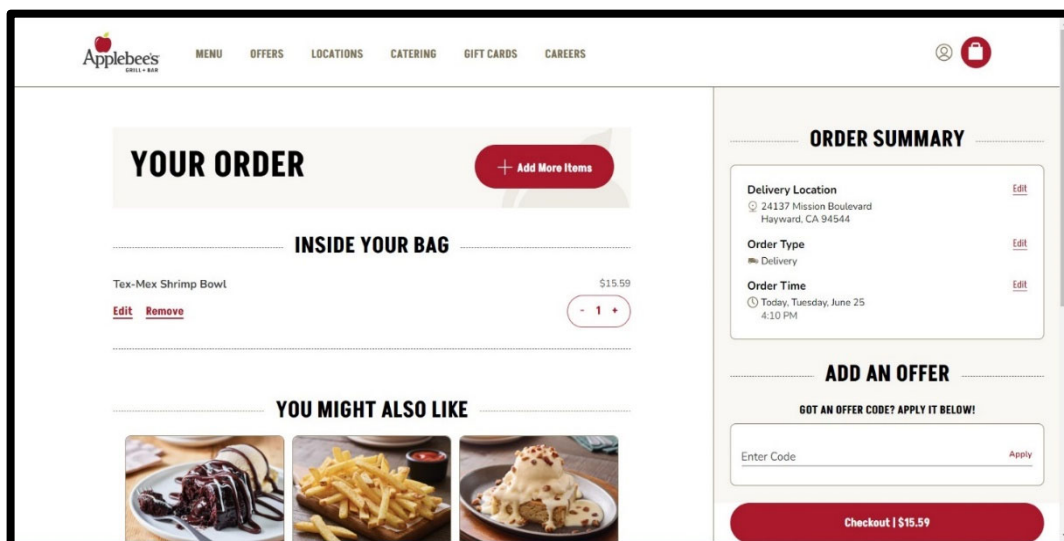 Applebee's
GRILL + BAR
MENU OFFERS LOCATIONS CATERING GIFT CARDS CAREERS
YOUR ORDER
+ Add More Items
INSIDE YOUR BAG
Tex-Mex Shrimp Bowl $15.59
Edit Remove - 1 +
YOU MIGHT ALSO LIKE
ORDER SUMMARY
Delivery Location Edit
24137 Mission Boulevard
Hayward, CA 94544
Order Type Edit
Delivery
Order Time Edit
Today, Tuesday, June 25
4:10 PM
ADD AN OFFER
GOT AN OFFER CODE? APPLY IT BELOW!
Enter Code Apply
Checkout | $15.59